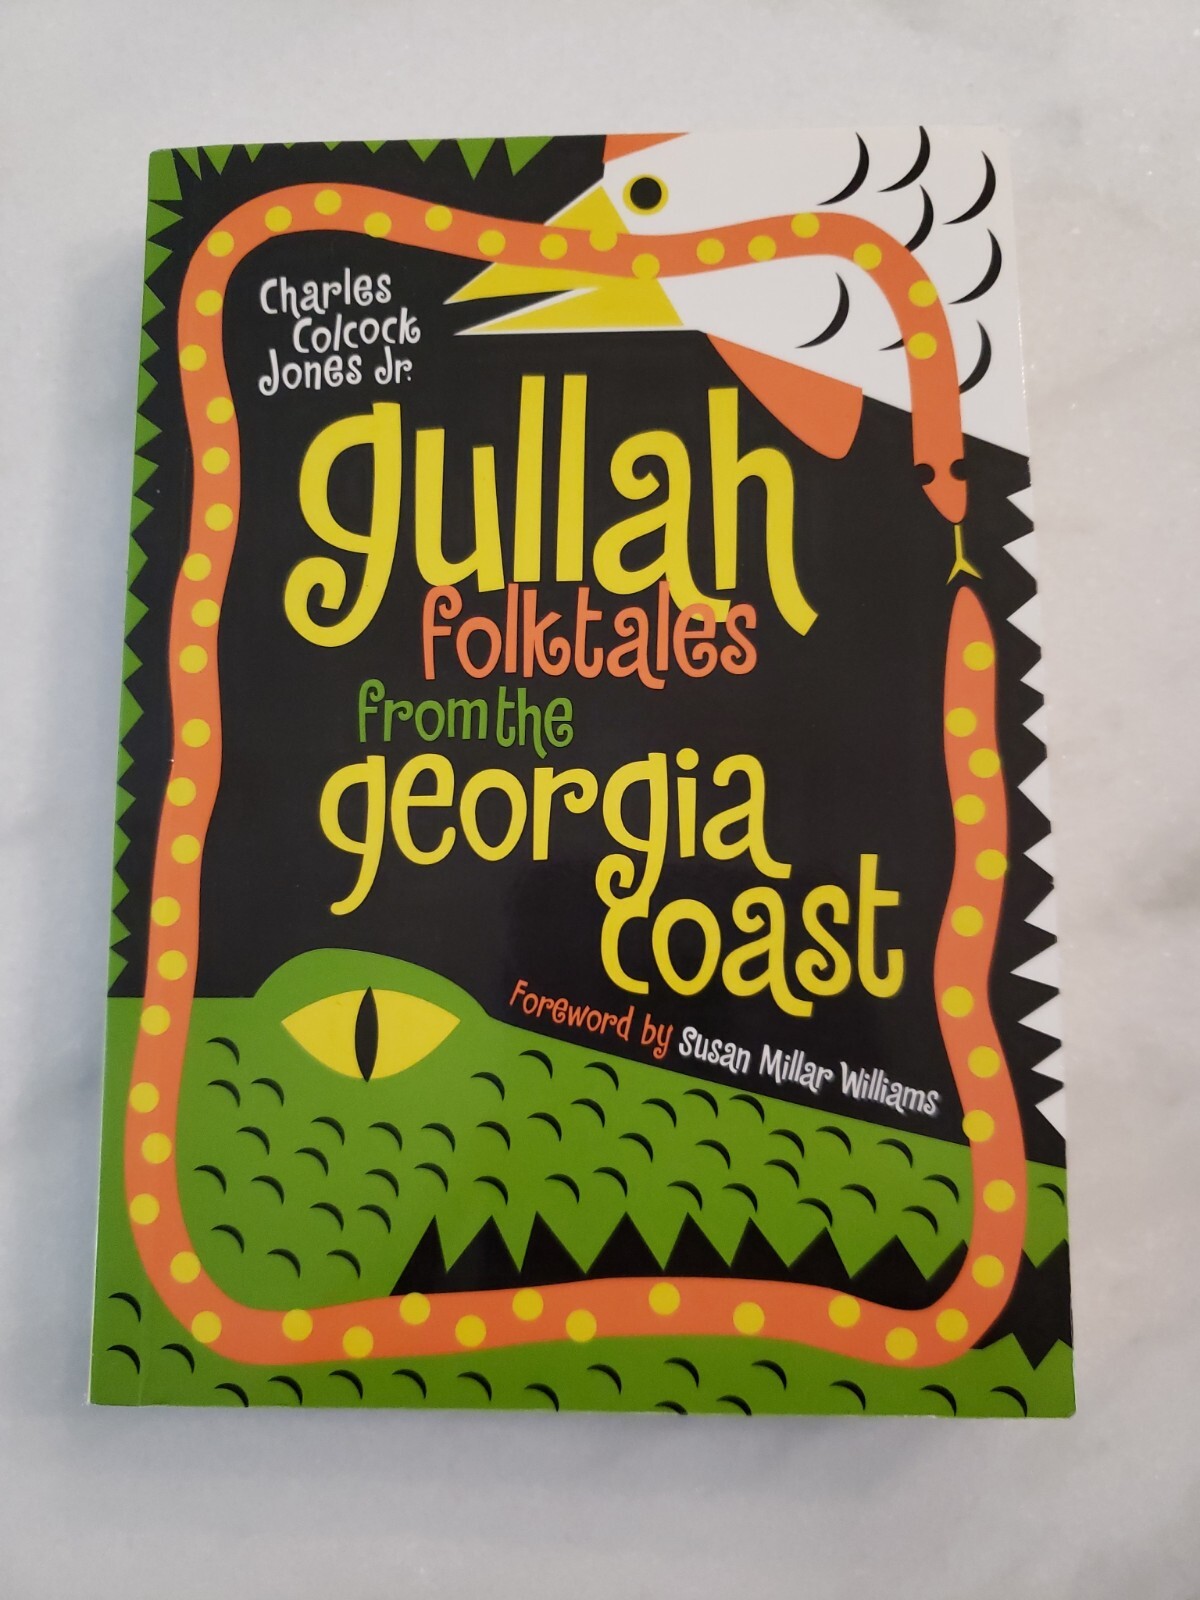 Charles
Colcock
Jones Jr.
gullah
folktales
from the
georgia
coast
Foreword by Susan Millar Williams